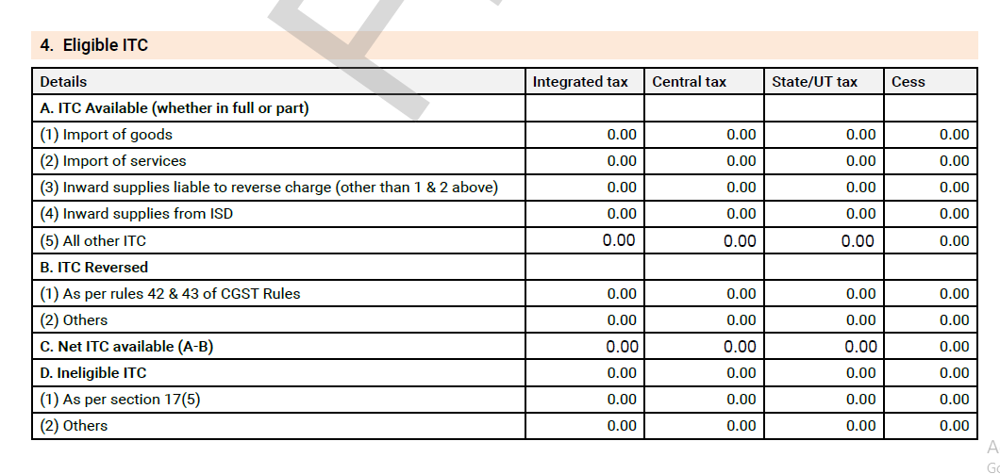 4. Eligible ITC
Details Integrated tax Central tax State/UT tax Cess
A. ITC Available (whether in full or part)
(1) Import of goods 0.00 0.00 0.00 0.00
(2) Import of services 0.00 0.00 0.00 0.00
(3) Inward supplies liable to reverse charge (other than 1 & 2 above) 0.00 0.00 0.00 0.00
(4) Inward supplies from ISD 0.00 0.00 0.00 0.00
(5) All other ITC 0.00 0.00 0.00 0.00
B. ITC Reversed
(1) As per rules 42 & 43 of CGST Rules 0.00 0.00 0.00 0.00
(2) Others 0.00 0.00 0.00 0.00
C. Net ITC available (A-B) 0.00 0.00 0.00 0.00
D. Ineligible ITC 0.00 0.00 0.00 0.00
(1) As per section 17(5) 0.00 0.00 0.00 0.00
(2) Others 0.00 0.00 0.00 0.00